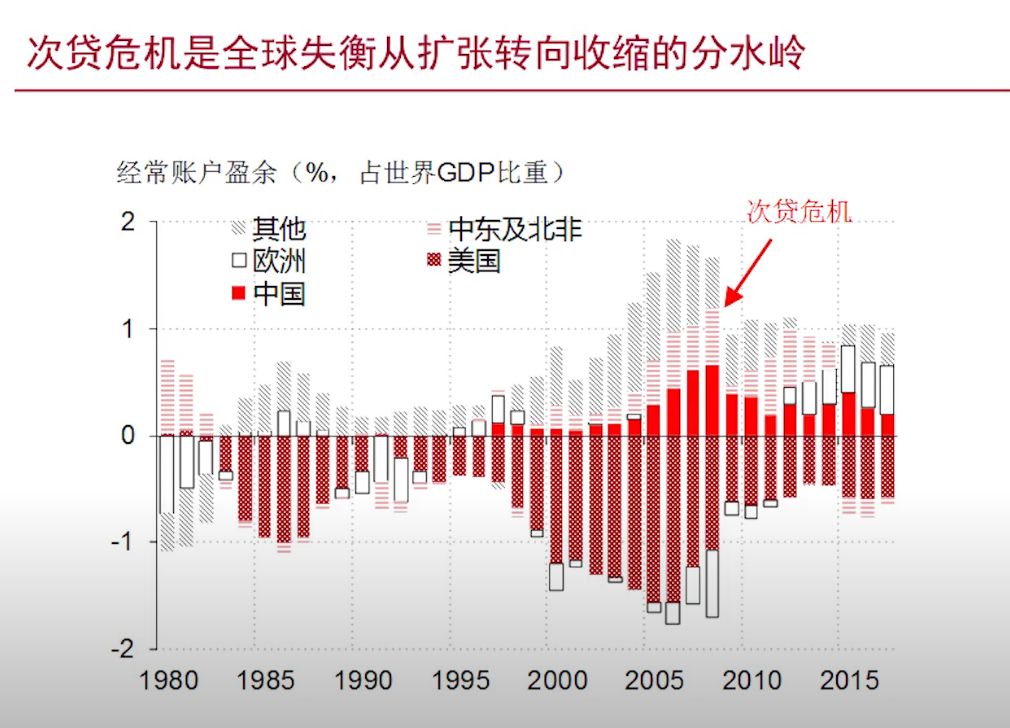 次贷危机是全球失衡从扩张转向收缩的分水岭
经常账户盈余（%，占世界GDP比重）
次贷危机
2
其他
中东及北非
欧洲
美国
中国
1
0
-1
-2
1980 1985 1990 1995 2000 2005 2010 2015